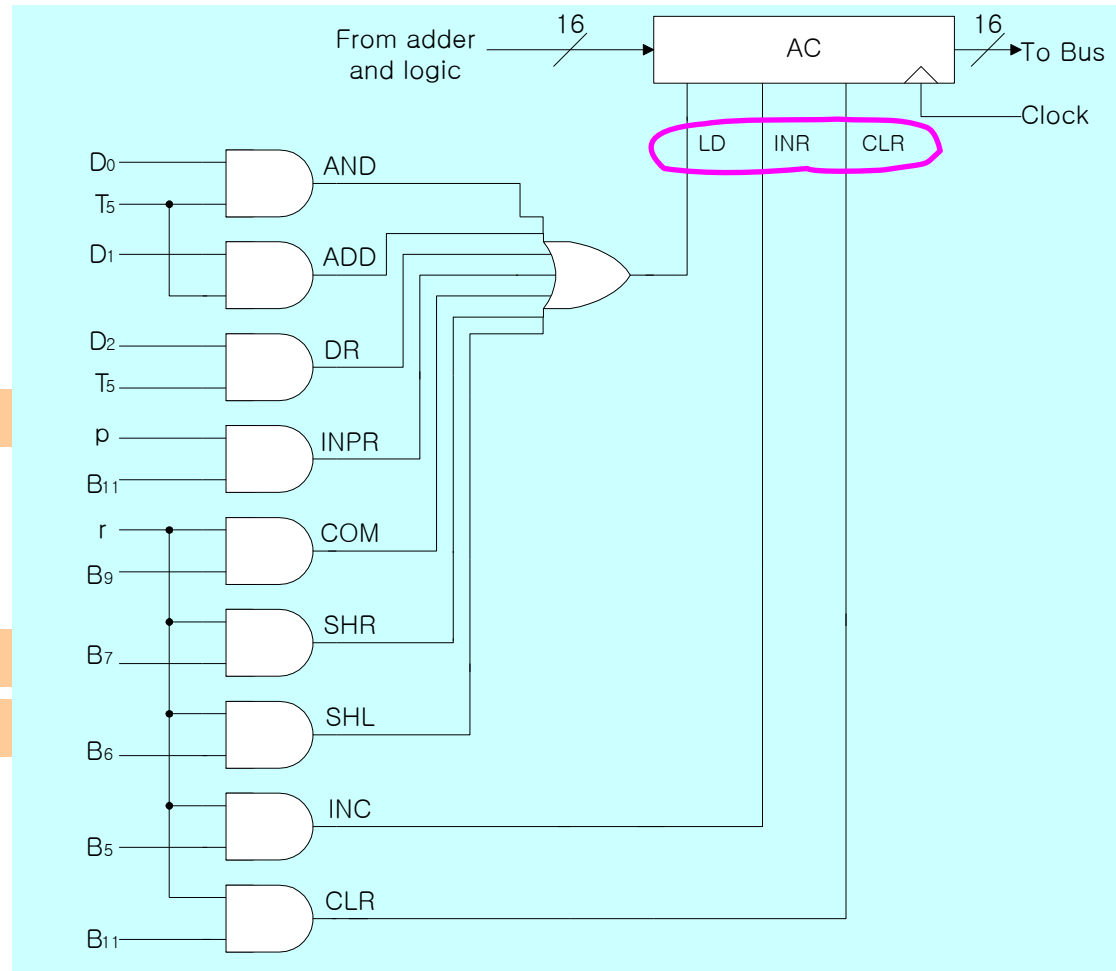 16
16
From adder
and logic
AC
To Bus
Clock
LD INR CLR
D0
AND
T5
D1
ADD
D2
DR
T5
p
INPR
B11
r
COM
B9
SHR
B7
SHL
B6
INC
B5
CLR
B11